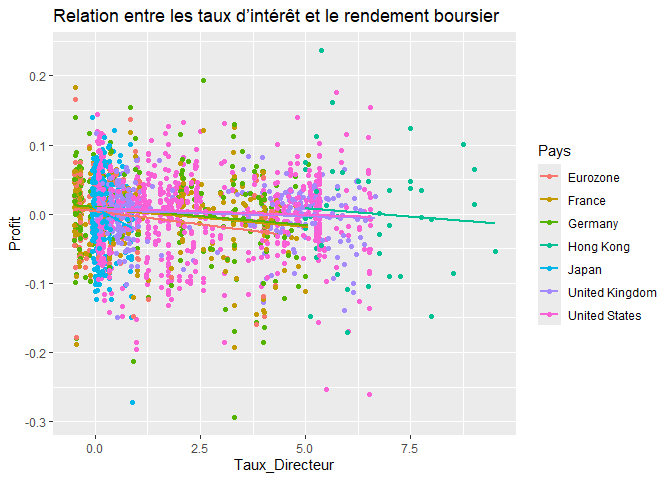 Relation entre les taux d’intérêt et le rendement boursier
Profit
0.2
0.1
0.0
-0.1
-0.2
-0.3
0.0 2.5 5.0 7.5
Taux_Directeur
Pays
Eurozone
France
Germany
Hong Kong
Japan
United Kingdom
United States